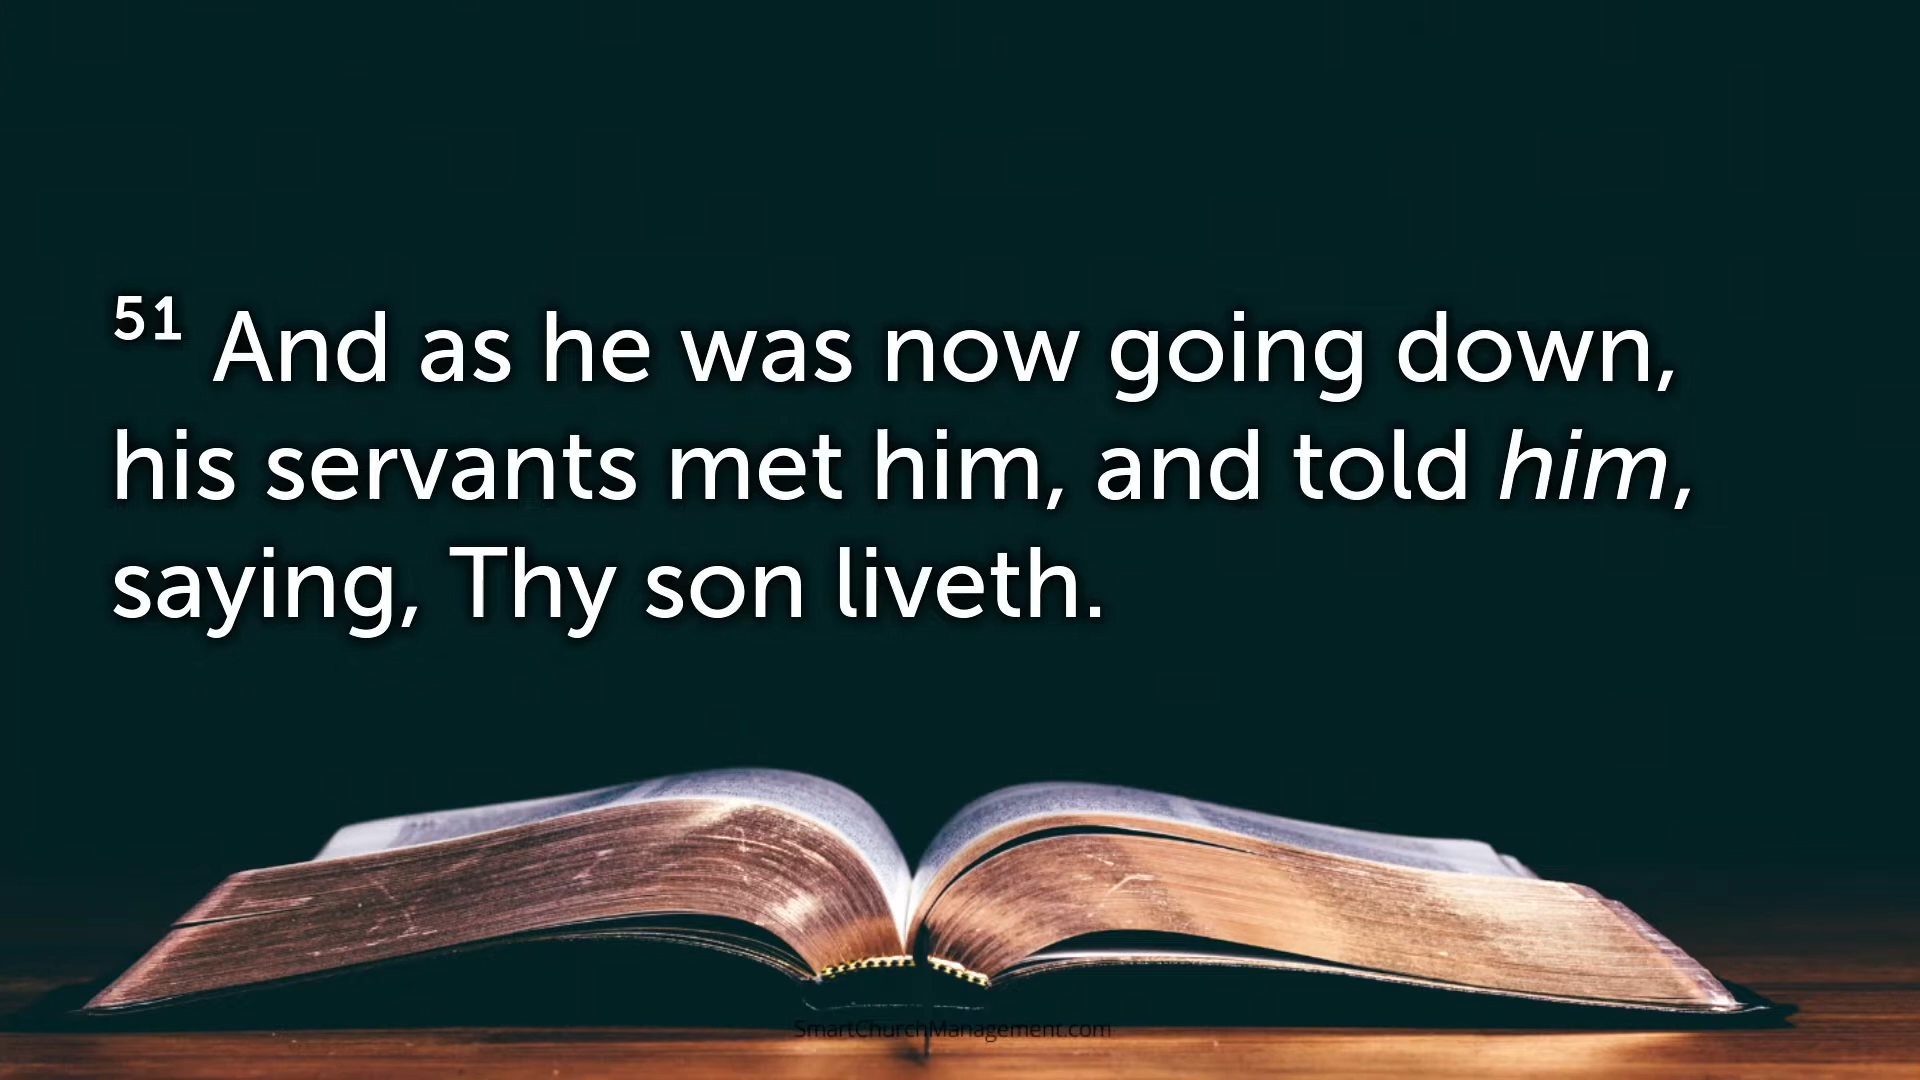 51 And as he was now going down,
his servants met him, and told him,
saying, Thy son liveth.
SmartChurchManagement.com